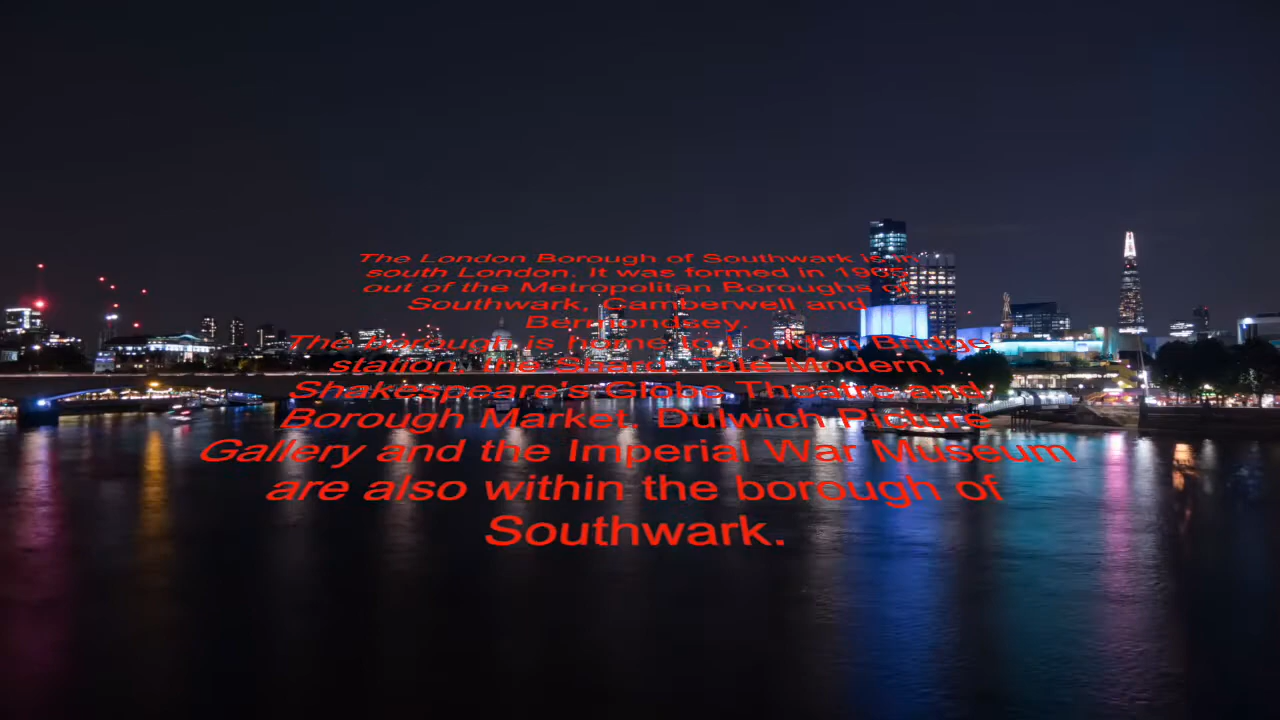 The London Borough of Southwark is in
south London. It was formed in 1965
out of the Metropolitan Boroughs of
Southwark, Camberwell and
Bermondsey.
The borough is home to London Bridge
station, the Shard, Tate Modern,
Shakespeare's Globe Theatre and
Borough Market. Dulwich Picture
Gallery and the Imperial War Museum
are also within the borough of
Southwark.